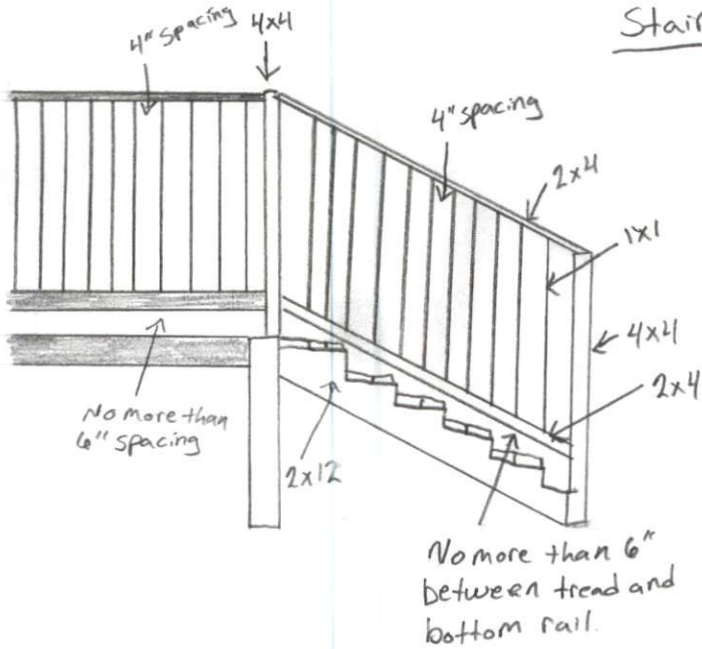 4" spacing
4x4
Stair
4" spacing
2x4
1x1
4x4
2x4
No more than
6" spacing
2x12
No more than 6"
between tread and
bottom rail.